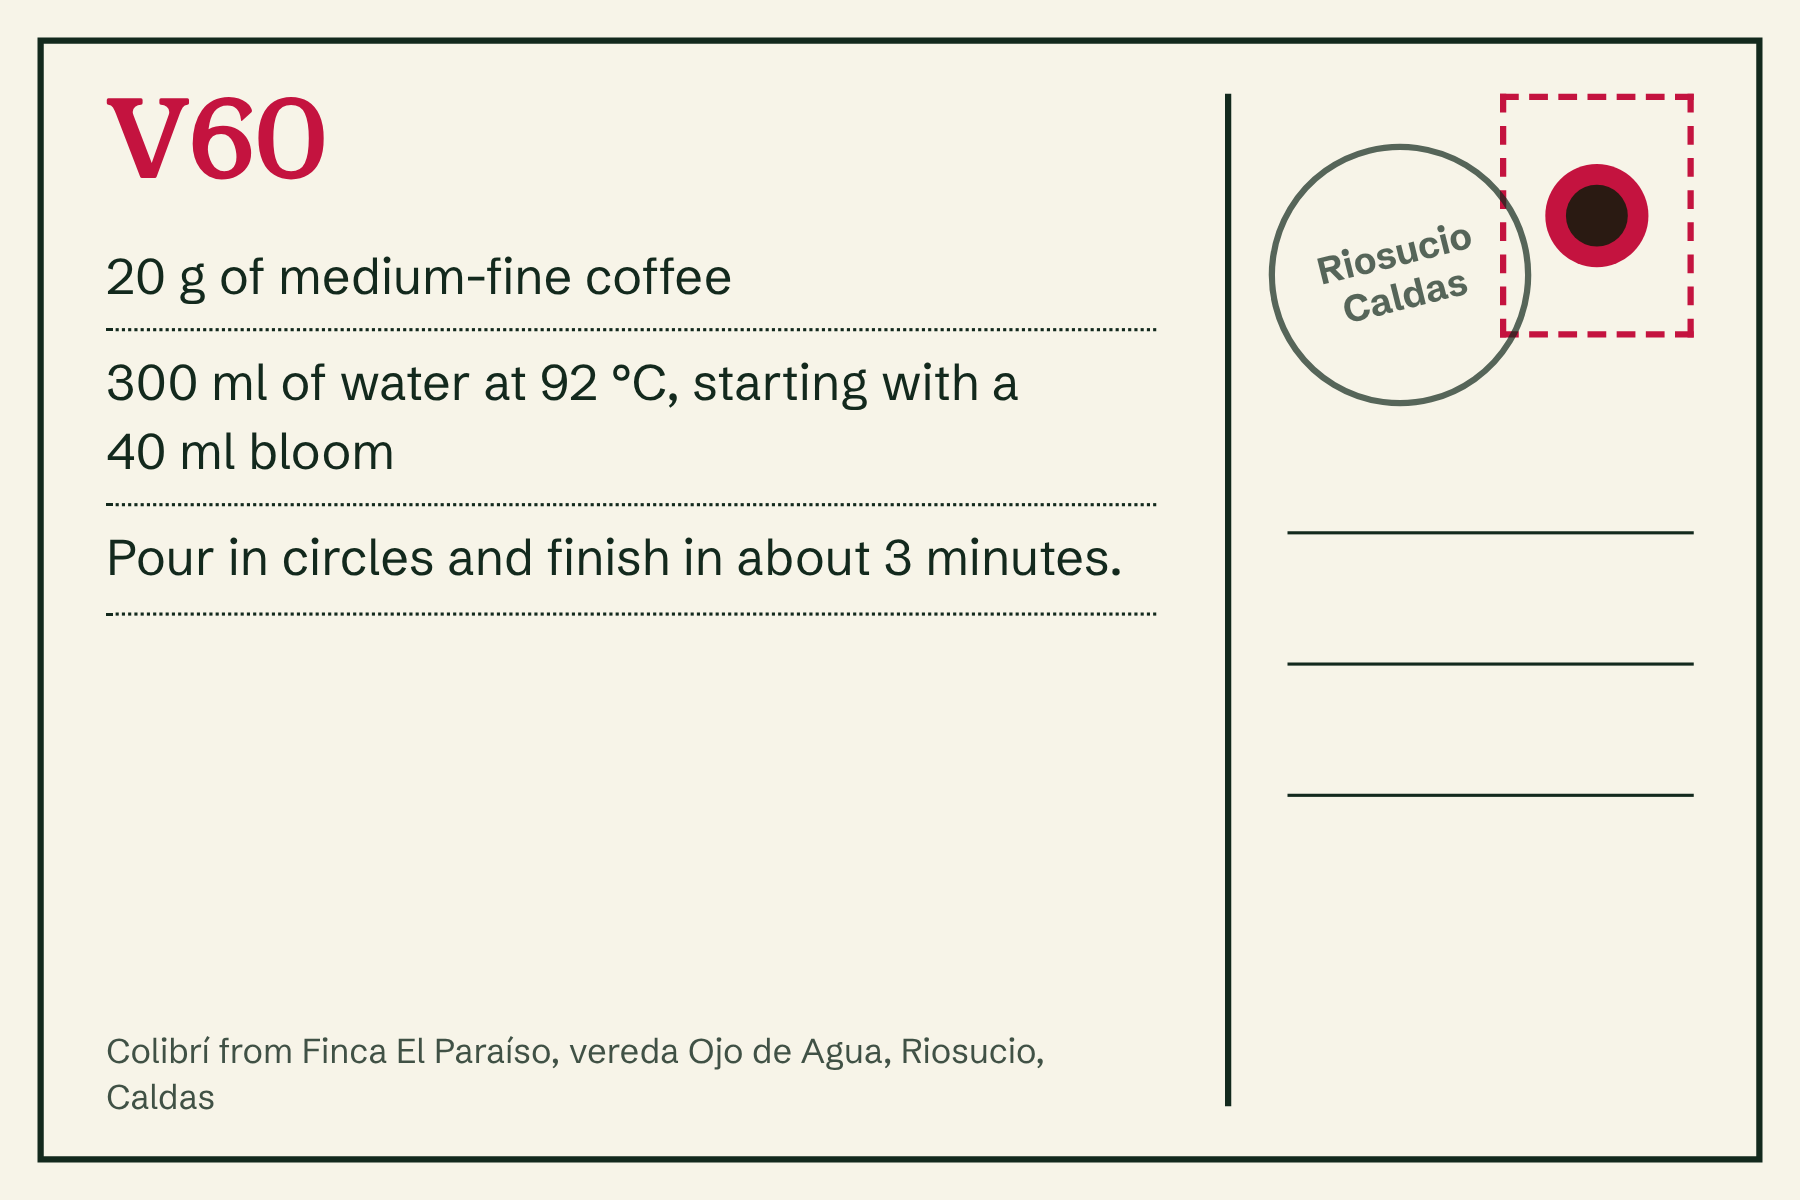 V60
20 g of medium-fine coffee
300 ml of water at 92 °C, starting with a
40 ml bloom
Pour in circles and finish in about 3 minutes.
Colibrí from Finca El Paraíso, vereda Ojo de Agua, Riosucio,
Caldas
Riosucio
Caldas